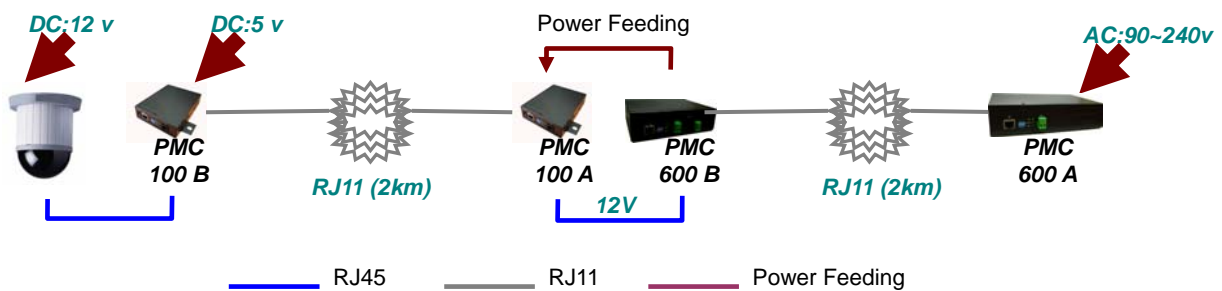 DC:12 v
DC:5 v
Power Feeding
AC:90~240v
PMC
100 B
RJ11 (2km)
PMC
100 A
PMC
600 B
RJ11 (2km)
PMC
600 A
12V
RJ45
RJ11
Power Feeding